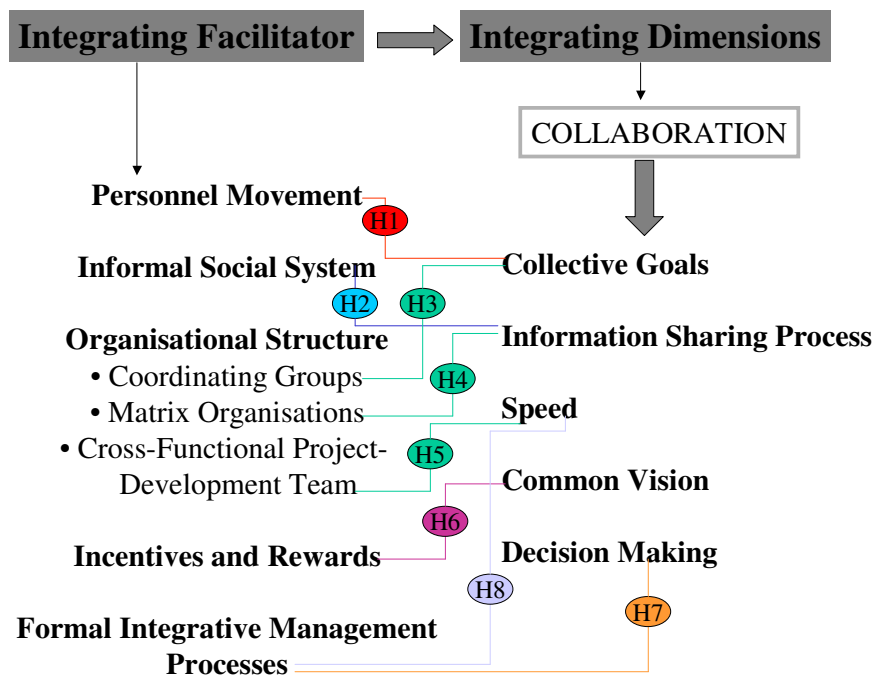 Integrating Facilitator
Integrating Dimensions
COLLABORATION
Personnel Movement
H1
Informal Social System
Collective Goals
H2
H3
Organisational Structure
Information Sharing Process
• Coordinating Groups
H4
• Matrix Organisations
Speed
• Cross-Functional Project-
Development Team
H5
Common Vision
H6
Incentives and Rewards
Decision Making
H8
H7
Formal Integrative Management
Processes